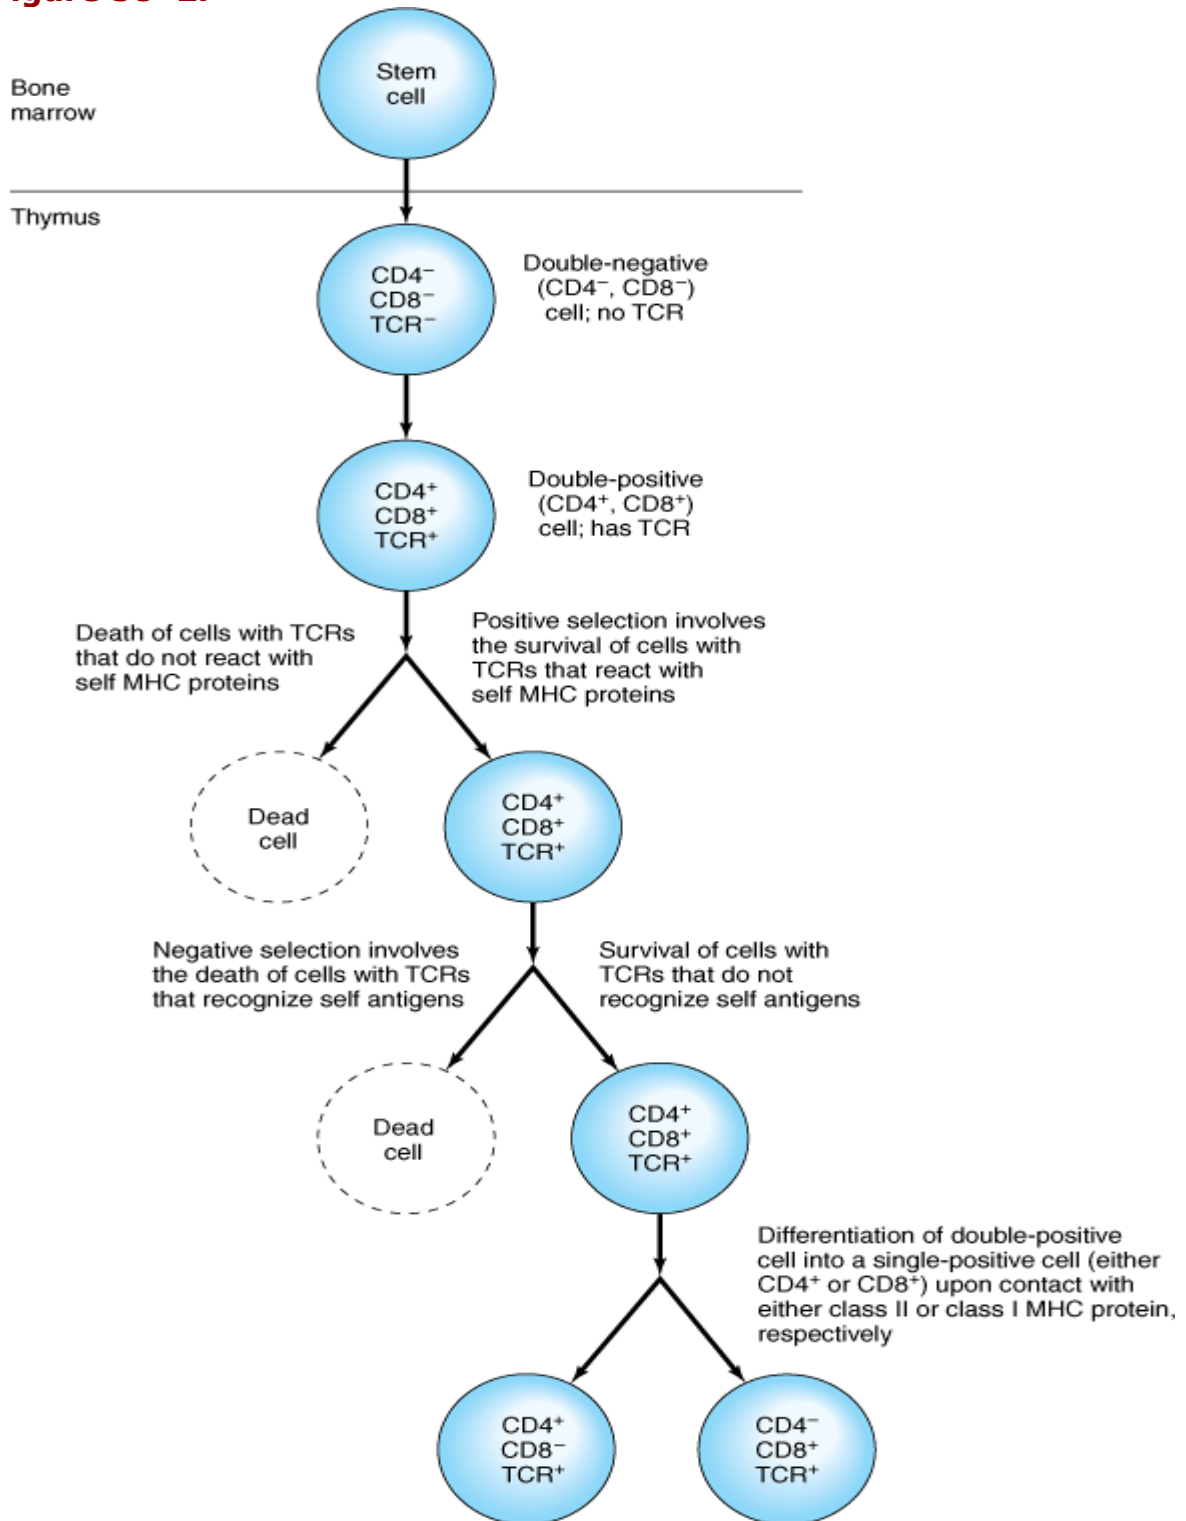 Stem
cell
Bone
marrow
Thymus
CD4⁻
CD8⁻
TCR⁻
Double-negative
(CD4⁻, CD8⁻)
cell; no TCR
CD4⁺
CD8⁺
TCR⁺
Double-positive
(CD4⁺, CD8⁺)
cell; has TCR
Death of cells with TCRs
that do not react with
self MHC proteins
Positive selection involves
the survival of cells with
TCRs that react with
self MHC proteins
Dead
cell
CD4⁺
CD8⁺
TCR⁺
Negative selection involves
the death of cells with TCRs
that recognize self antigens
Survival of cells with
TCRs that do not
recognize self antigens
Dead
cell
CD4⁺
CD8⁺
TCR⁺
Differentiation of double-positive
cell into a single-positive cell (either
CD4⁺ or CD8⁺) upon contact with
either class II or class I MHC protein,
respectively
CD4⁺
CD8⁻
TCR⁺
CD4⁻
CD8⁺
TCR⁺